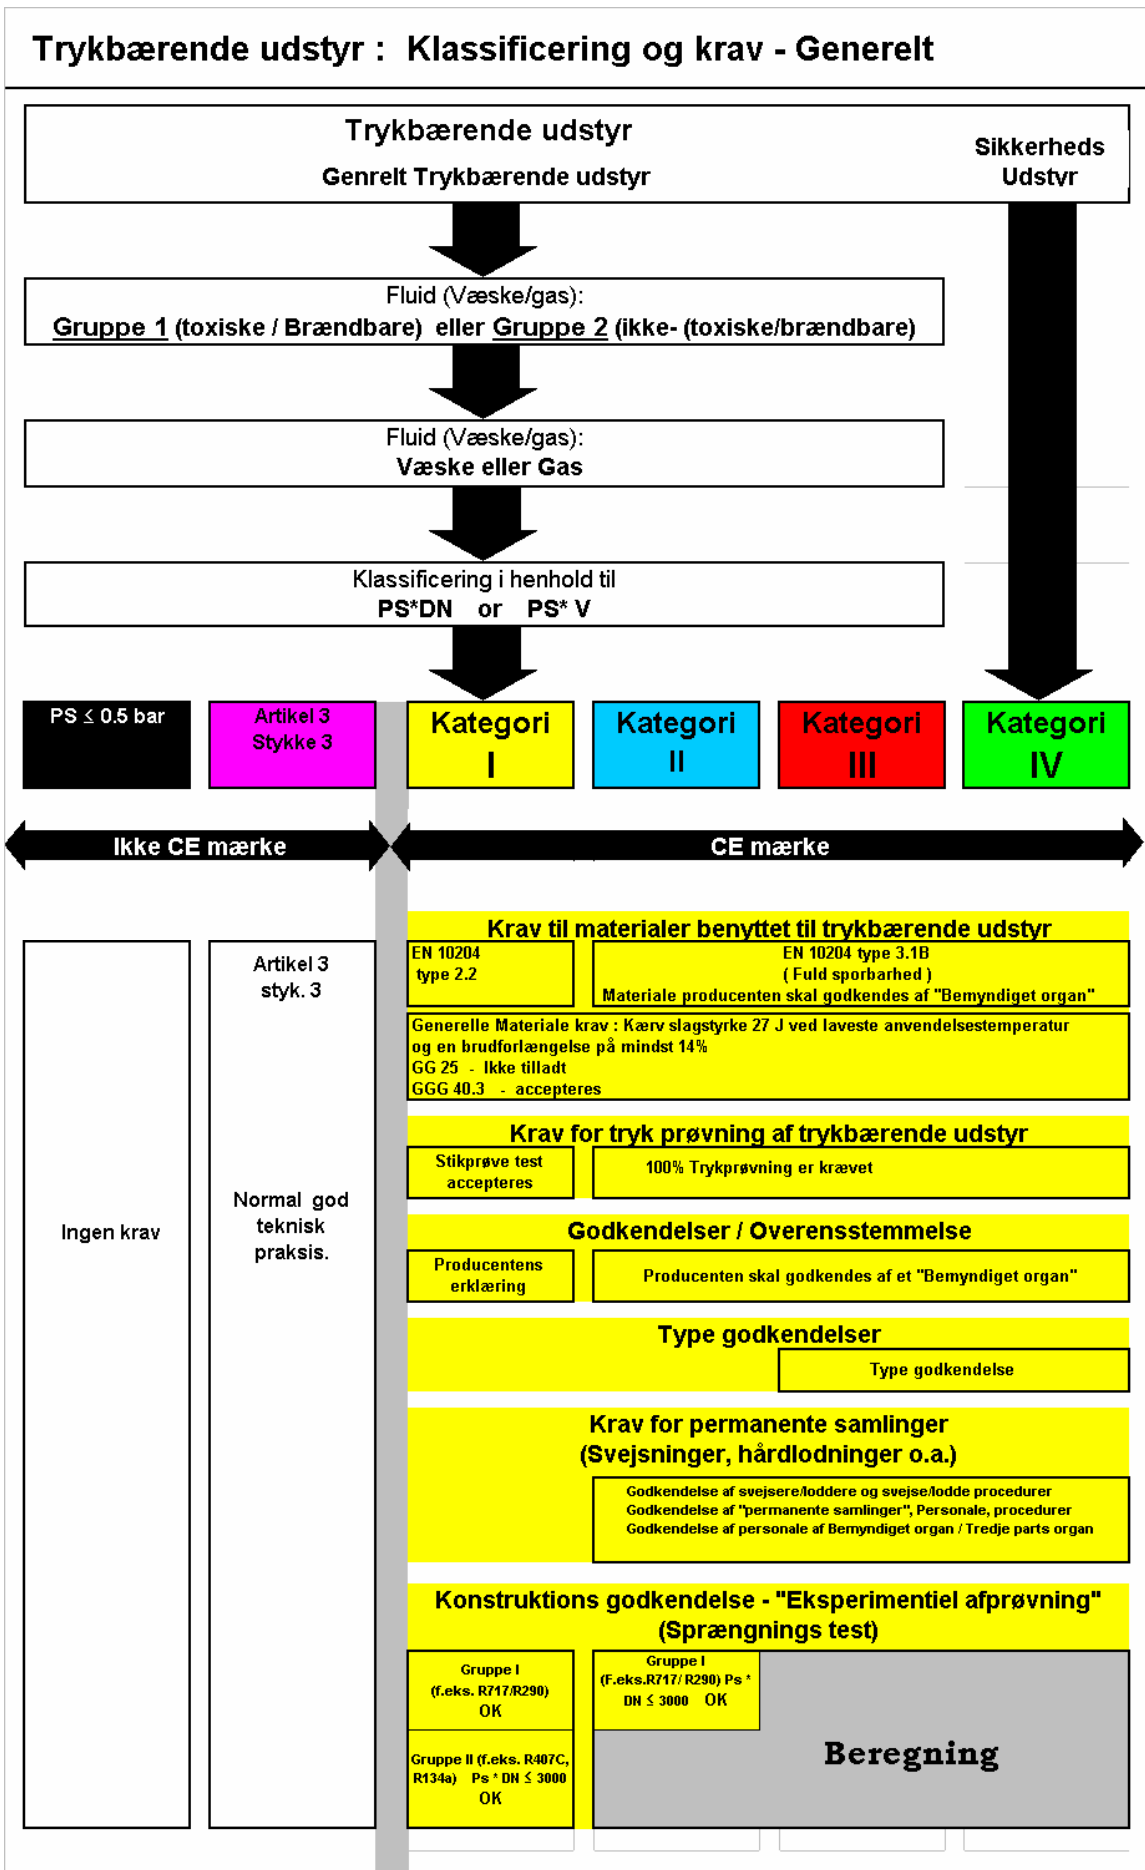 Trykbærende udstyr :  Klassificering og krav - Generelt
Trykbærende udstyr
Genrelt Trykbærende udstyr
Sikkerheds
Udstyr
Fluid (Væske/gas):
Gruppe 1 (toxiske / Brændbare)  eller Gruppe 2 (ikke- (toxiske/brændbare)
Fluid (Væske/gas):
Væske eller Gas
Klassificering i henhold til
PS*DN    or    PS* V
PS ≤ 0.5 bar
Artikel 3
Stykke 3
Kategori
I
Kategori
II
Kategori
III
Kategori
IV
Ikke CE mærke
CE mærke
Krav til materialer benyttet til trykbærende udstyr
EN 10204
type 2.2
EN 10204 type 3.1B
( Fuld sporbarhed )
Materiale producenten skal godkendes af "Bemyndiget organ"
Generelle Materiale krav : Kærv slagstyrke 27 J ved laveste anvendelsestemperatur
og en brudforlængelse på mindst 14%
GG 25  -  Ikke tilladt
GGG 40.3   -  accepteres
Krav for tryk prøvning af trykbærende udstyr
Stikprøve test
accepteres
100% Trykprøvning er krævet
Godkendelser / Overensstemmelse
Producentens
erklæring
Producenten skal godkendes af et "Bemyndiget organ"
Type godkendelser
Type godkendelse
Krav for permanente samlinger
(Svejsninger, hårdlodninger o.a.)
Godkendelse af svejsere/loddere og svejse/lodde procedurer
Godkendelse af "permanente samlinger", Personale, procedurer
Godkendelse af personale af Bemyndiget organ / Tredje parts organ
Konstruktions godkendelse - "Eksperimentiel afprøvning"
(Sprængnings test)
Gruppe I
(f.eks. R717/R290)
OK
Gruppe I
(F.eks.R717/ R290) Ps *
DN ≤ 3000    OK
Gruppe II (f.eks. R407C,
R134a)    Ps * DN ≤ 3000
OK
Beregning
Ingen krav
Artikel 3
styk. 3
Normal  god
teknisk
praksis.